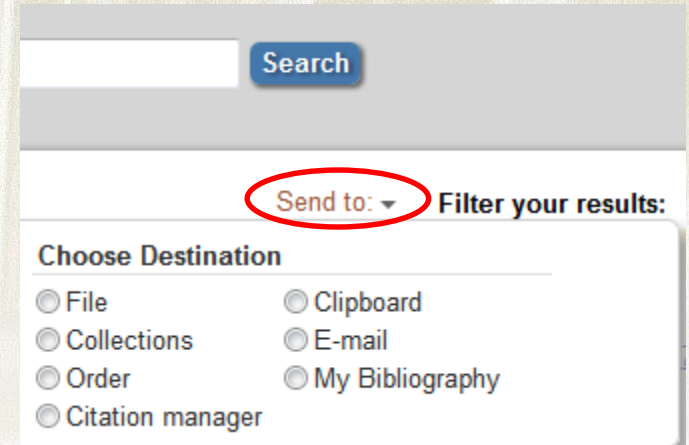 Search
Send to: Filter your results:
Choose Destination
File Clipboard
Collections E-mail
Order My Bibliography
Citation manager